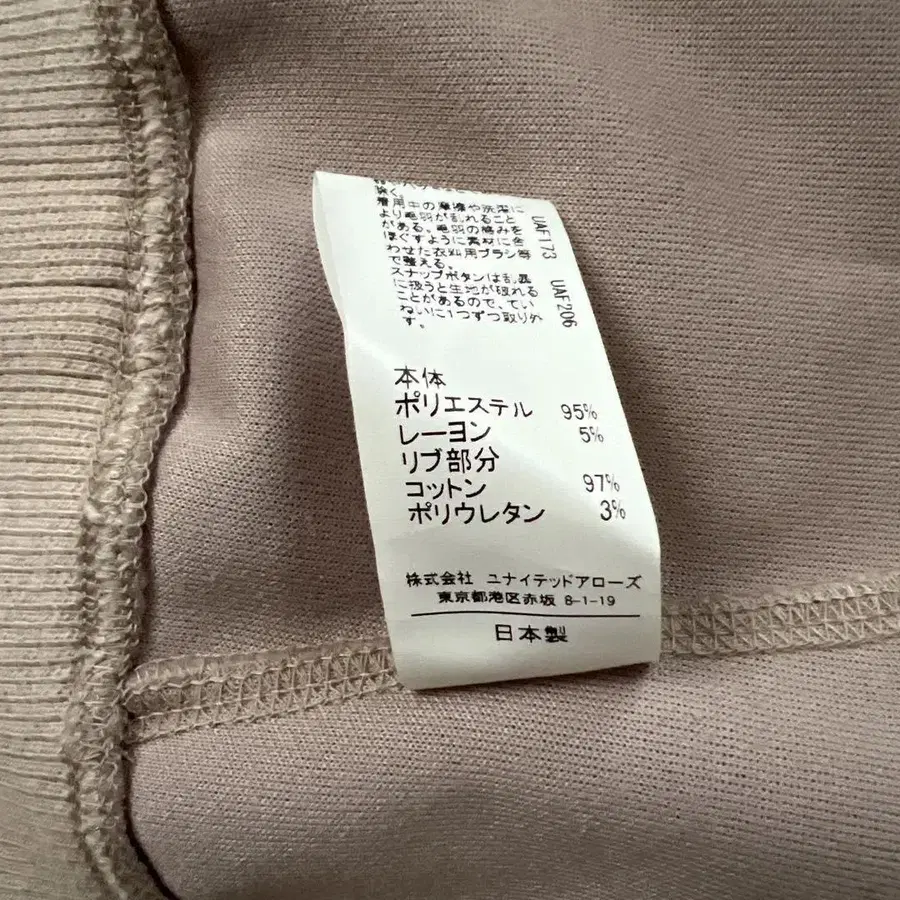 除く。
着用中の摩擦や洗濯に
より毛羽が乱れること
がある。毛羽の絡みを
ほぐすように素材に合
わせた衣料用ブラシ等
で整える。
スナップボタンは乱暴
に扱うと生地が破れる
ことがあるので、てい
ねいに1つずつ取り外
す。
UAF173 UAF206
本体
ポリエステル 95%
レーヨン 5%
リブ部分
コットン 97%
ポリウレタン 3%
株式会社 ユナイテッドアローズ
東京都港区赤坂 8-1-19
日本製